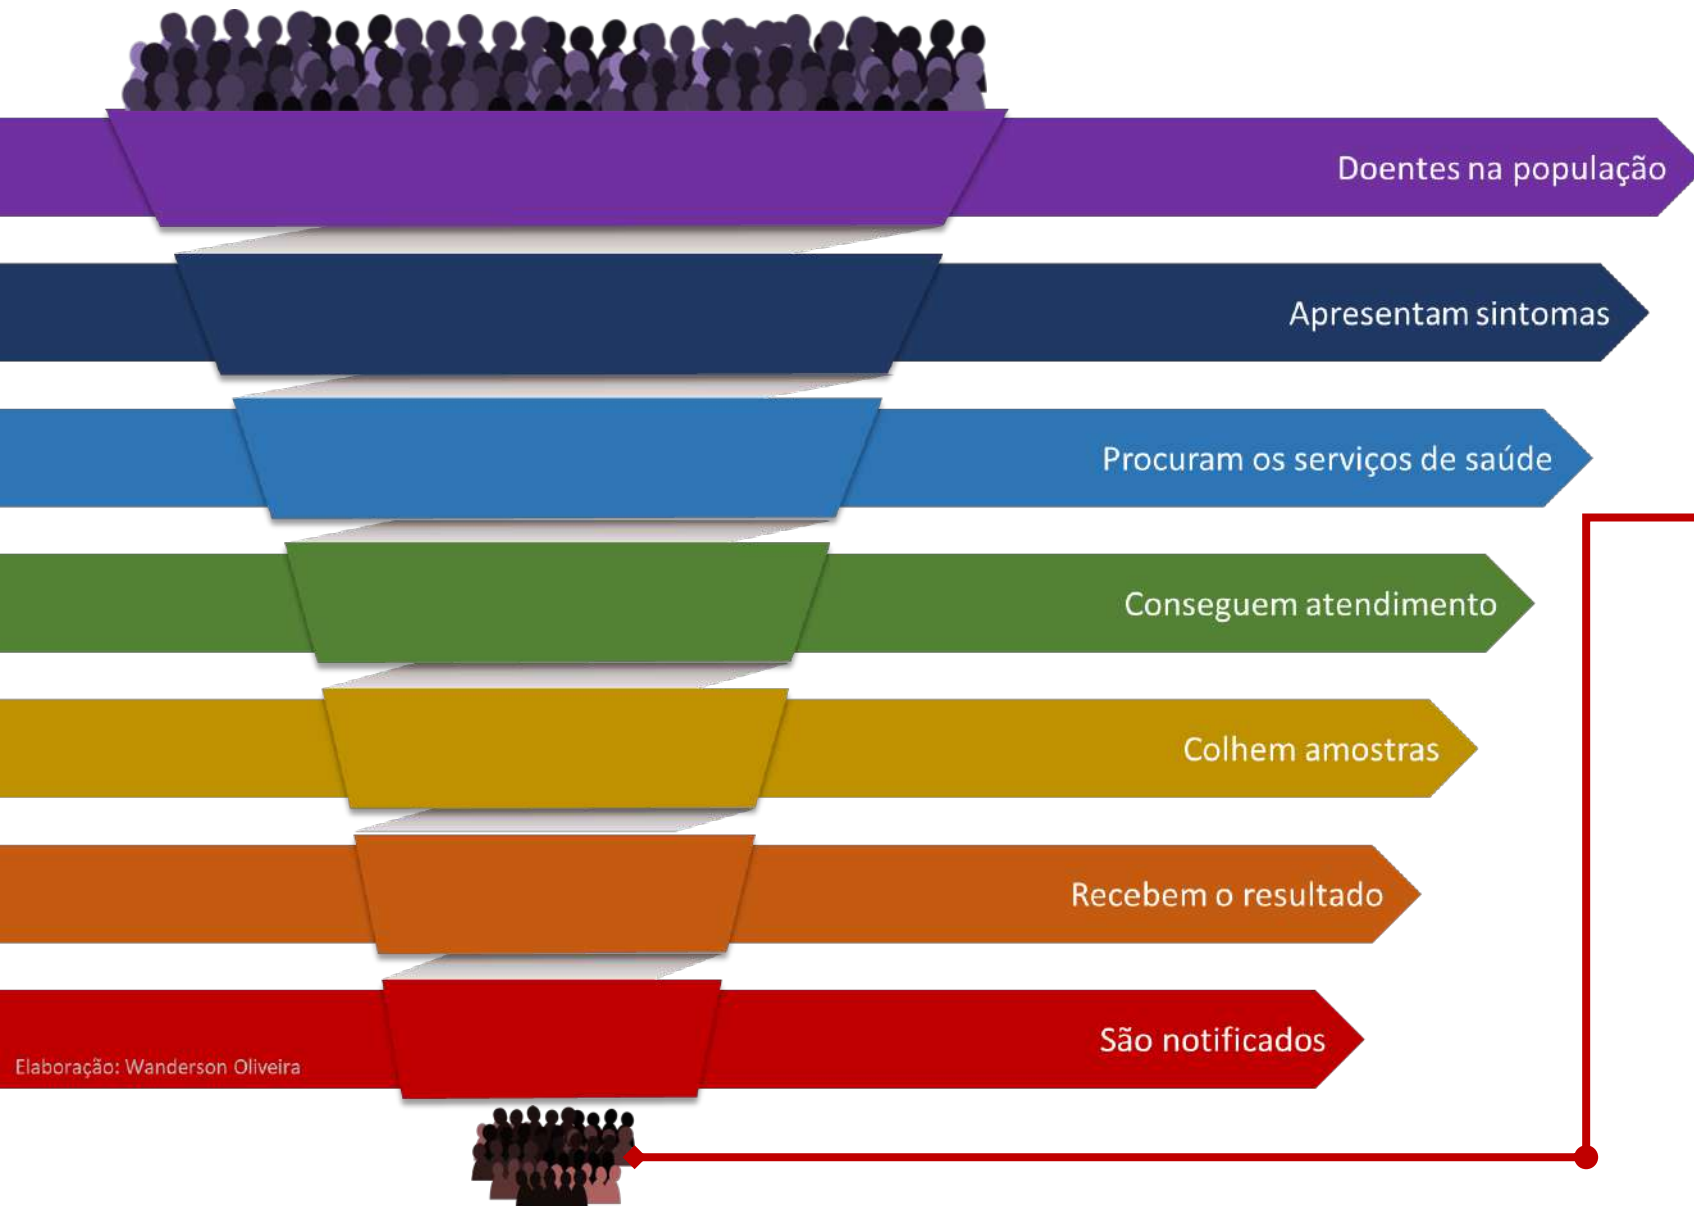 Doentes na população
Apresentam sintomas
Procuram os serviços de saúde
Conseguem atendimento
Colhem amostras
Recebem o resultado
São notificados
Elaboração: Wanderson Oliveira